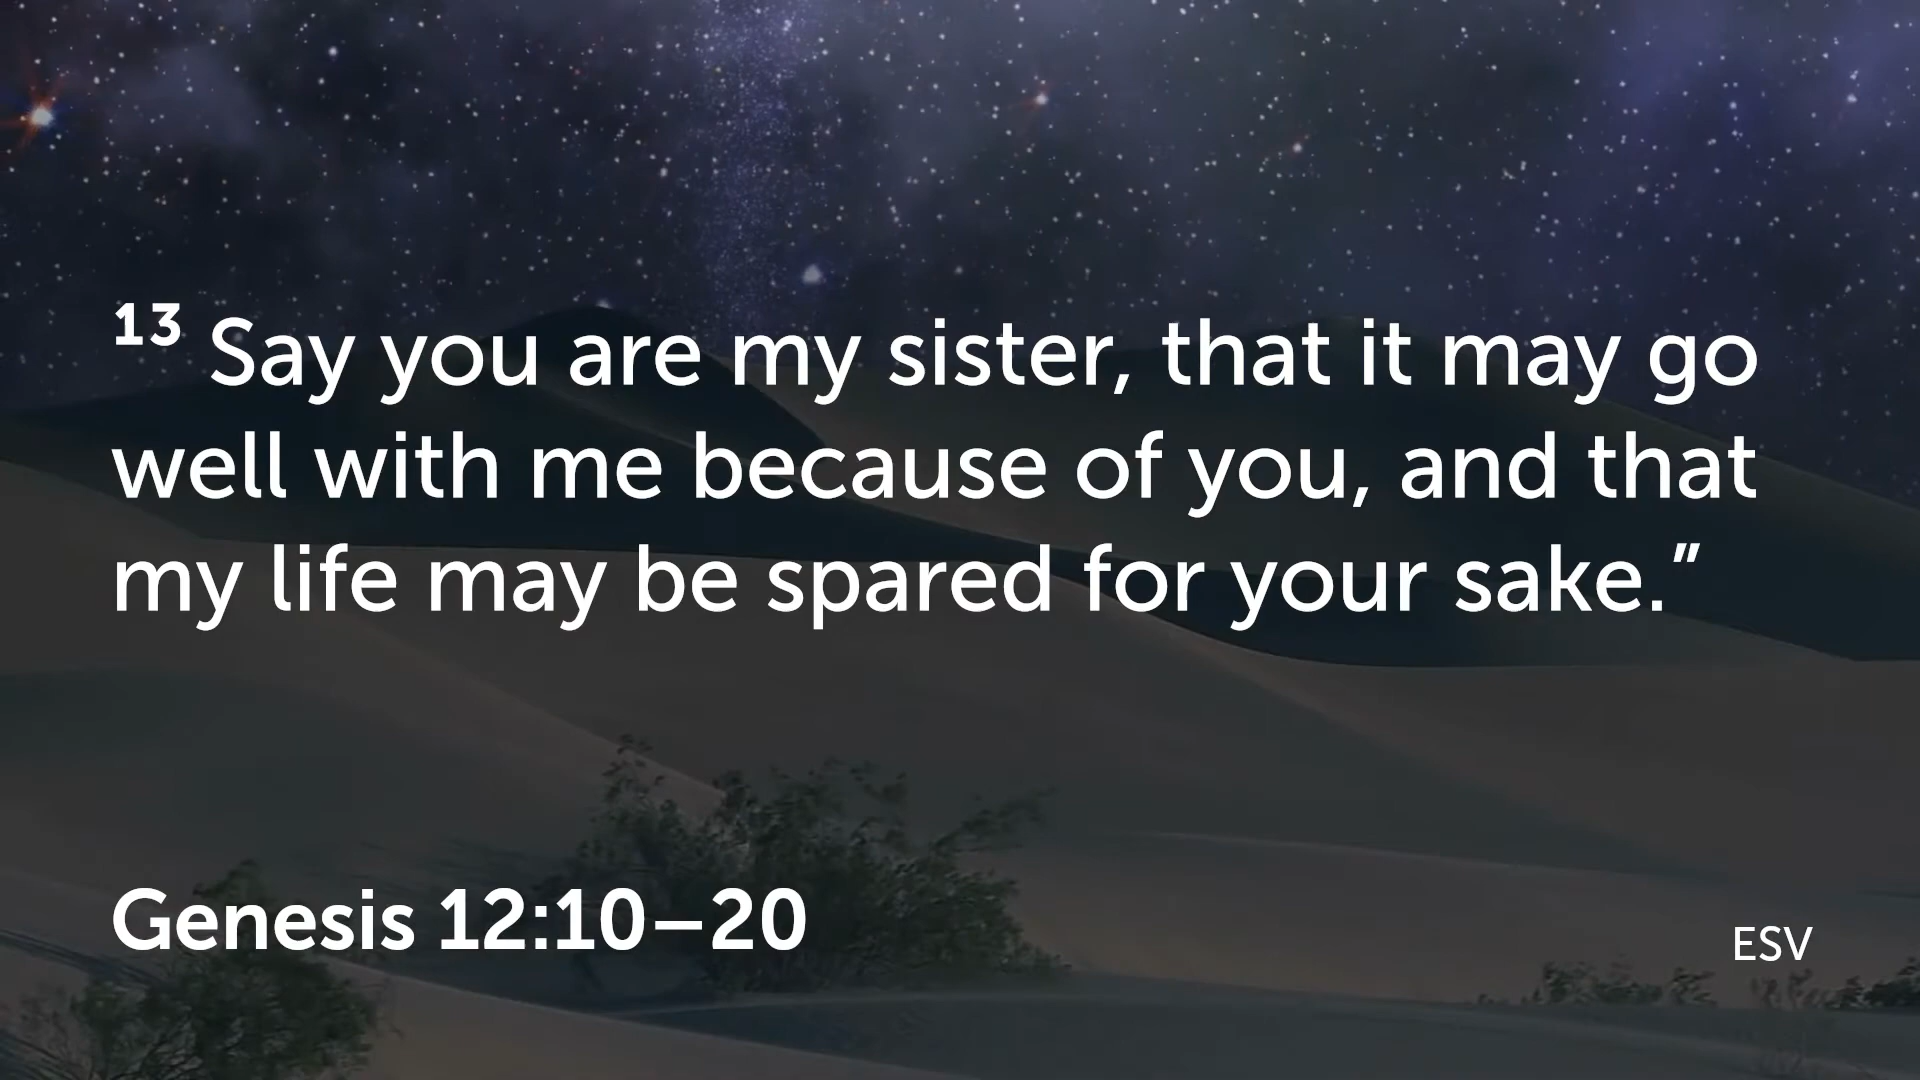 13 Say you are my sister, that it may go
well with me because of you, and that
my life may be spared for your sake.”
Genesis 12:10–20
ESV